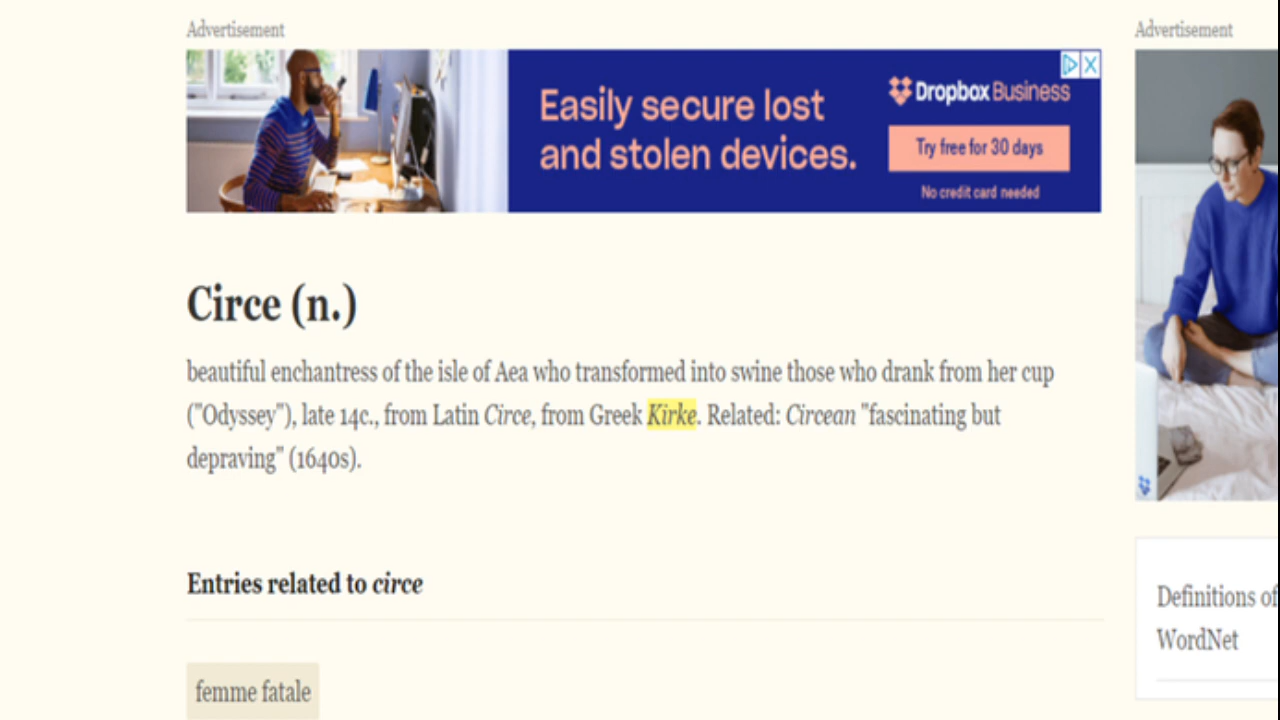 Advertisement
Advertisement
Easily secure lost
and stolen devices.
Dropbox Business
Try free for 30 days
No credit card needed
Circe (n.)
beautiful enchantress of the isle of Aea who transformed into swine those who drank from her cup
("Odyssey"), late 14c., from Latin Circe, from Greek Kirke. Related: Circean "fascinating but
depraving" (1640s).
Entries related to circe
femme fatale
Definitions of
WordNet